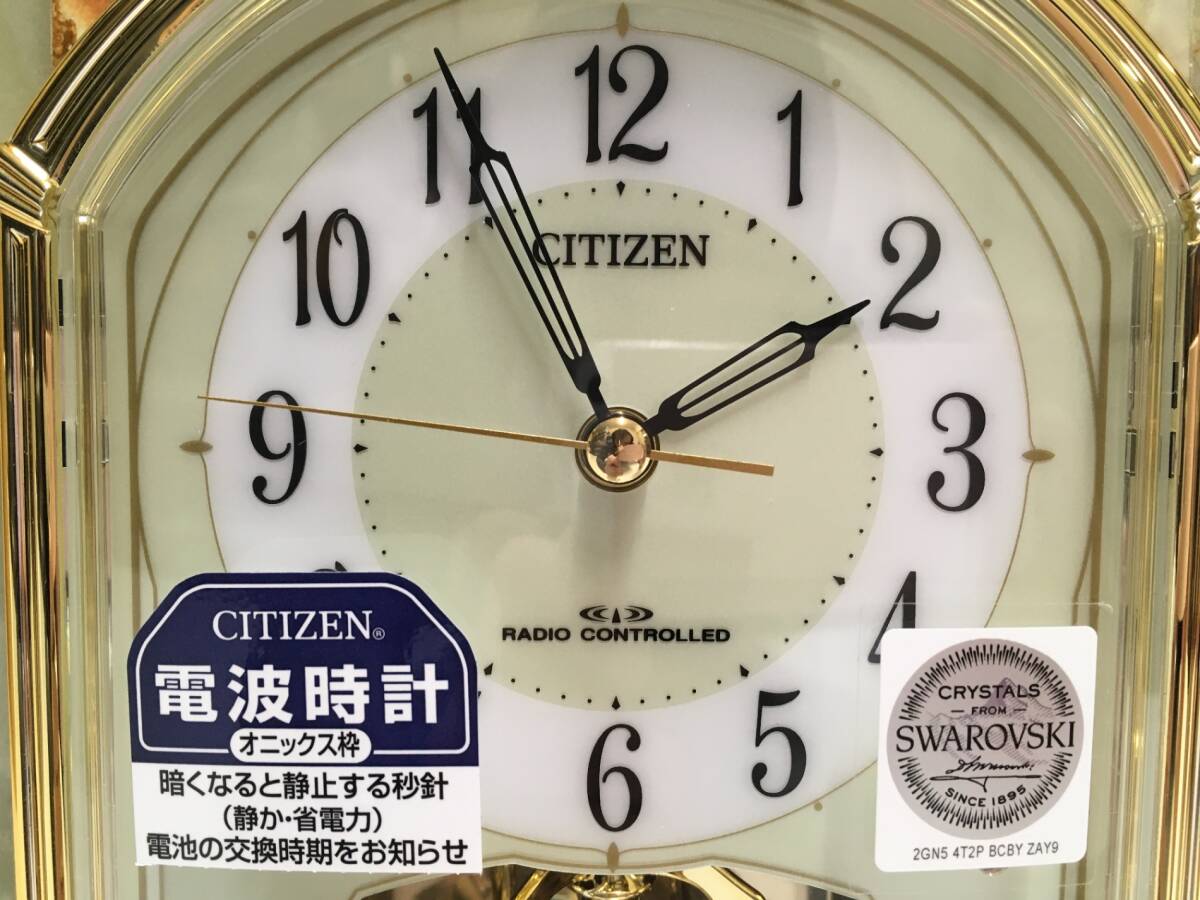 12
1
2
3
4
5
6
9
10
11
CITIZEN
RADIO CONTROLLED
CITIZEN®
電波時計
オニックス枠
暗くなると静止する秒針
(静か・省電力)
電池の交換時期をお知らせ
CRYSTALS
FROM
SWAROVSKI
SINCE 1895
2GN5 4T2P BCBY ZAY9